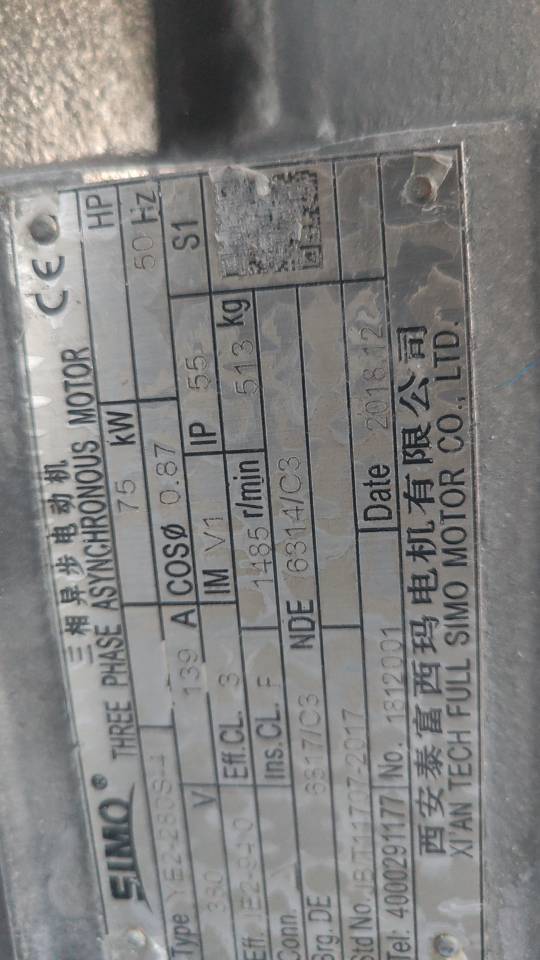 三相异步电动机 CE
SIMO® THREE PHASE ASYNCHRONOUS MOTOR
Type YE2-280S-4 75 kW HP
380 V 139 A COSØ 0.87 50 Hz
Eff. IE2-94.0 Eff.CL. 3 IM V1 IP 55 S1
Conn. Ins.CL. F 1485 r/min 513 kg
Brg.DE 6317/C3 NDE 6314/C3
Std No. JB/T11707-2017 Date 2018.12
Tel: 4000291177 No. 1812001
西安泰富西玛电机有限公司
XI'AN TECH FULL SIMO MOTOR CO., LTD.